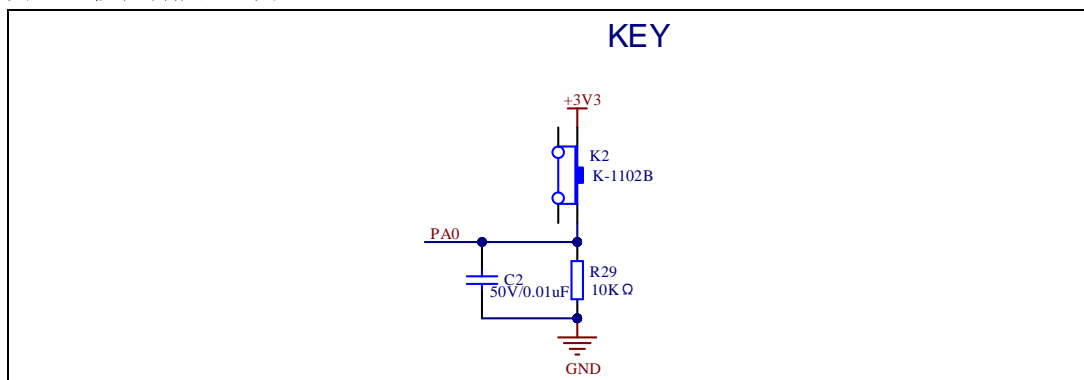 KEY
+3V3
K2
K-1102B
PA0
C2
50V/0.01uF
R29
10KΩ
GND